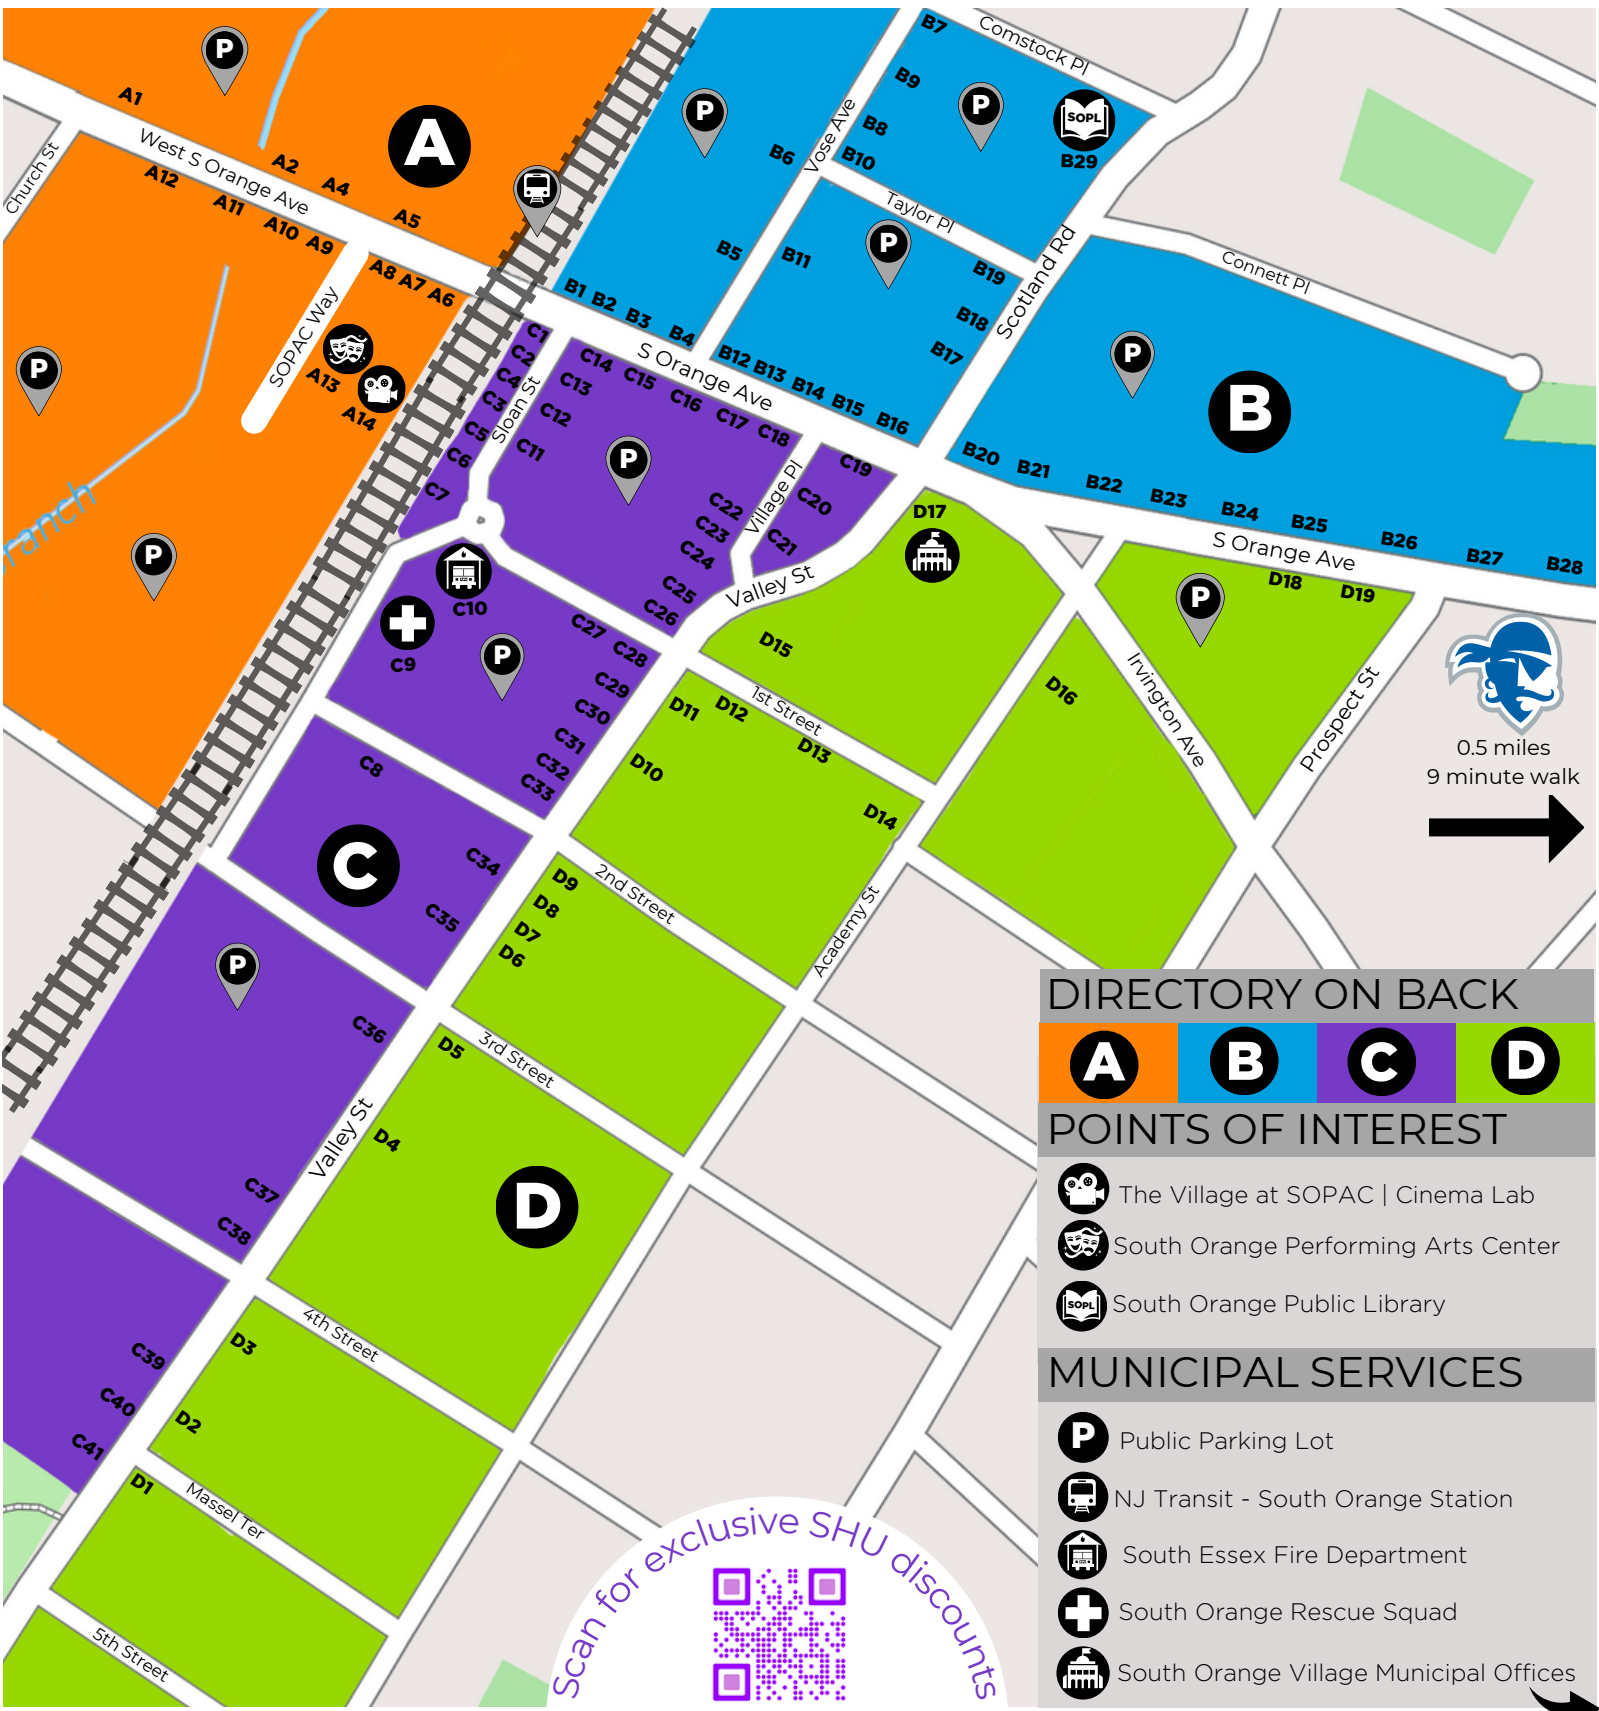 B7
Comstock Pl
P
A1
B9
P
P
P
SOPL
B8
Vose Ave
A
West S Orange Ave
B6
B10
B29
Church St
A2
A12
A4
A11
A5
Taylor Pl
A10
A9
B5
B11
P
B19
Scotland Rd
Connett Pl
A8
A7
A6
B1
B2
B3
B4
B18
SOPAC Way
C1
C2
S Orange Ave
B12
B13
B14
B15
B16
B17
P
P
A13
A14
C4
C3
Sloan St
C14
C15
C13
C16
C17
C18
C12
B
C5
C6
C11
P
C7
Village Pl
C19
C20
C21
B20
B21
B22
B23
B24
B25
B26
B27
B28
ranch
C22
C23
C24
C25
C26
Valley St
D17
S Orange Ave
D18
D19
P
P
C10
C9
P
C27
C28
C29
C30
C31
C32
C33
D15
1st Street
D16
Irvington Ave
Prospect St
0.5 miles
9 minute walk
D11
D12
D13
D10
D14
C8
C
C34
C35
D9
D8
D7
D6
2nd Street
Academy St
P
C36
D5
3rd Street
C37
C38
Valley St
D4
D
C39
C40
C41
D3
4th Street
D2
D1
Massel Ter
5th Street
Scan for exclusive SHU discounts
DIRECTORY ON BACK
A B C D
POINTS OF INTEREST
The Village at SOPAC | Cinema Lab
South Orange Performing Arts Center
SOPL South Orange Public Library
MUNICIPAL SERVICES
P Public Parking Lot
NJ Transit - South Orange Station
South Essex Fire Department
South Orange Rescue Squad
South Orange Village Municipal Offices